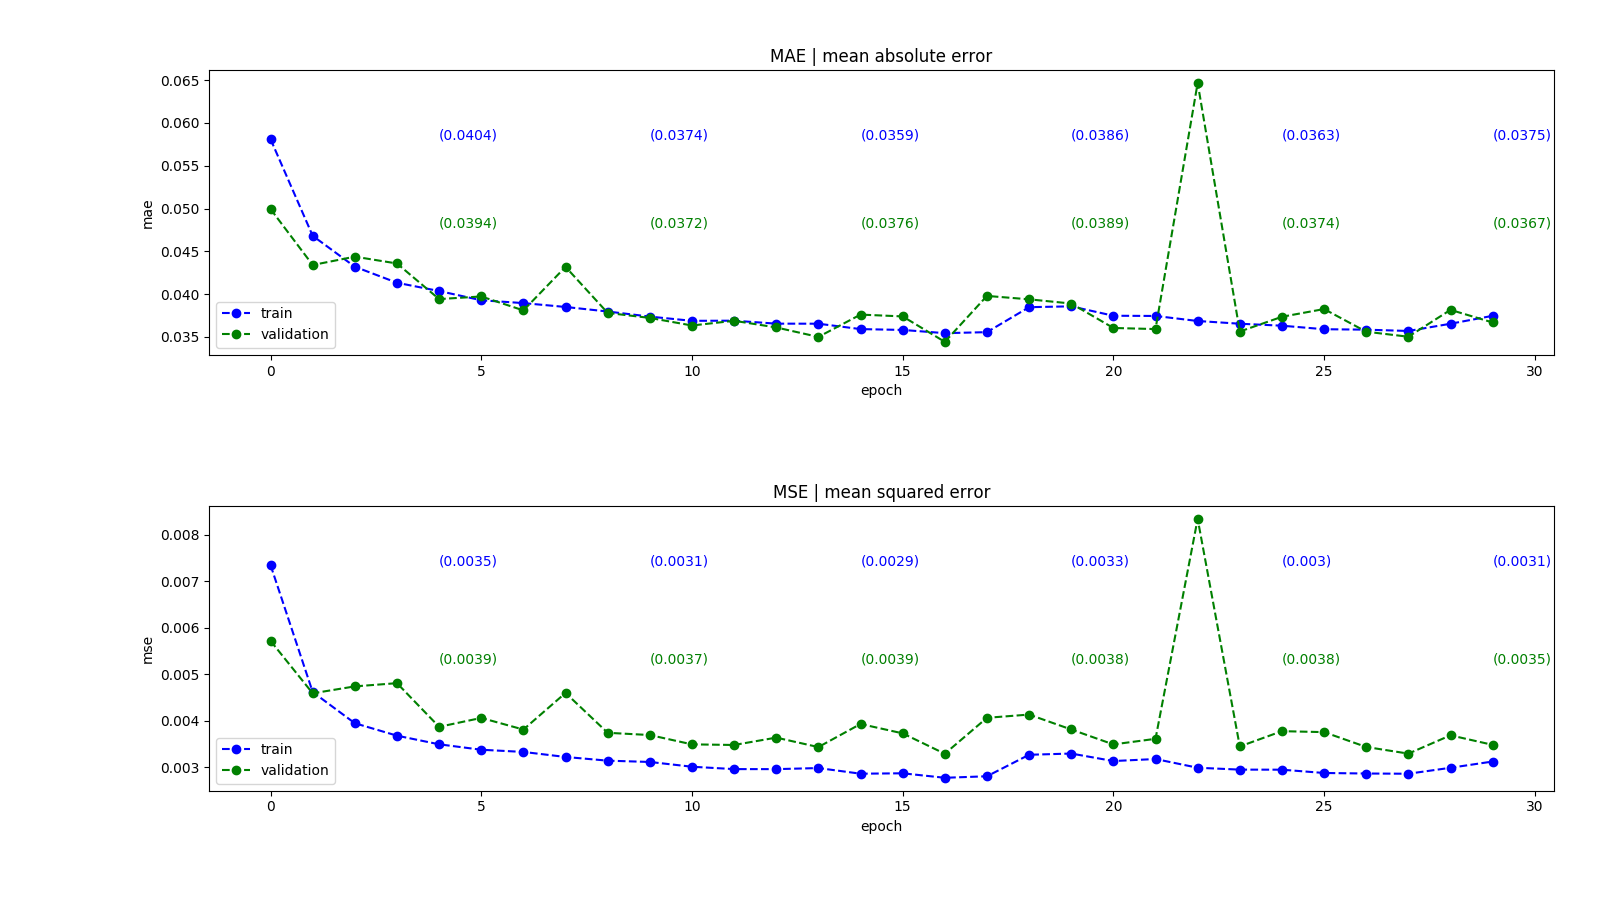 MAE | mean absolute error
0.065
0.060
0.055
0.050
0.045
0.040
0.035
mae
(0.0404) (0.0374) (0.0359) (0.0386) (0.0363) (0.0375)
(0.0394) (0.0372) (0.0376) (0.0389) (0.0374) (0.0367)
train
validation
0 5 10 15 20 25 30
epoch
MSE | mean squared error
0.008
0.007
0.006
0.005
0.004
0.003
mse
(0.0035) (0.0031) (0.0029) (0.0033) (0.003) (0.0031)
(0.0039) (0.0037) (0.0039) (0.0038) (0.0038) (0.0035)
train
validation
0 5 10 15 20 25 30
epoch